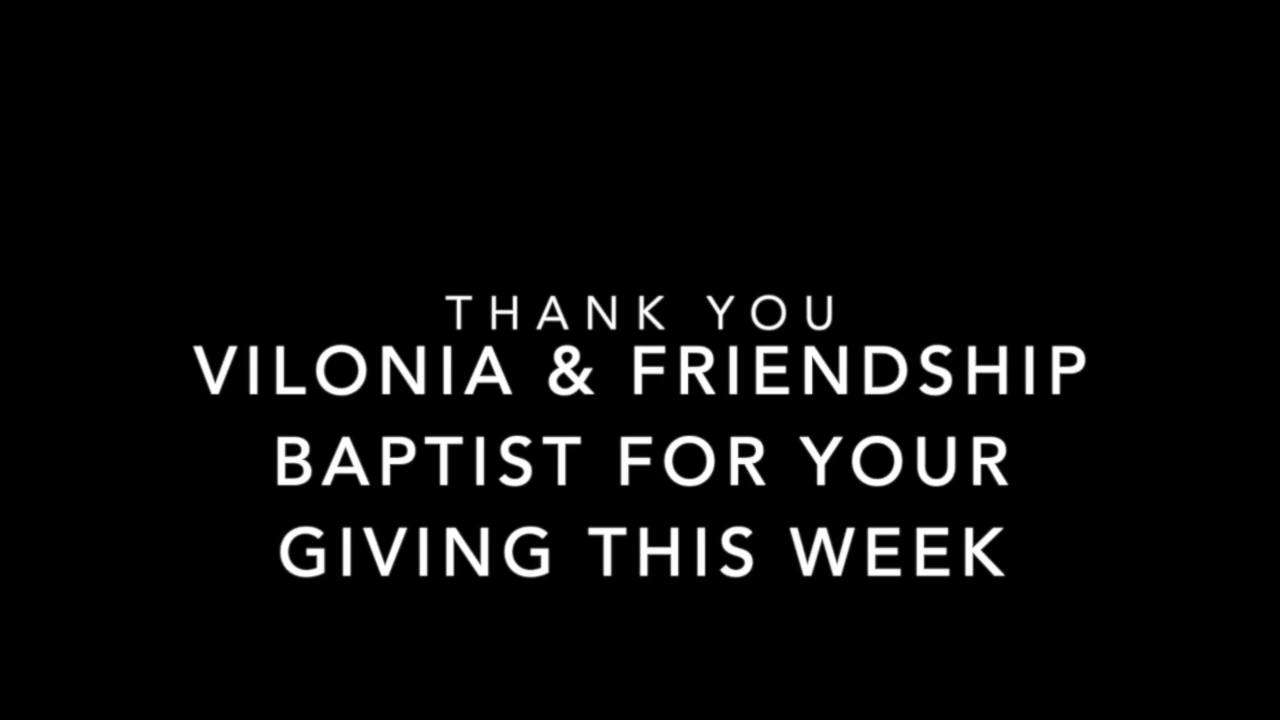 THANK YOU
VILONIA & FRIENDSHIP
BAPTIST FOR YOUR
GIVING THIS WEEK